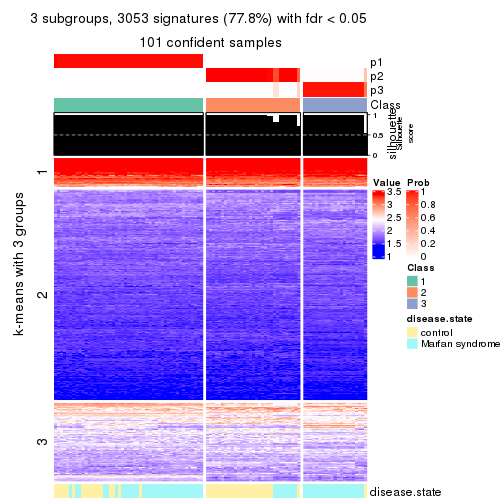 3 subgroups, 3053 signatures (77.8%) with fdr < 0.05
101 confident samples
p1
p2
p3
Class
silhouette
Silhouette
score
1
0.5
0
k-means with 3 groups
1
2
3
Value
3.5
3
2.5
2
1.5
1
Prob
1
0.8
0.6
0.4
0.2
0
Class
1
2
3
disease.state
control
Marfan syndrome
disease.state